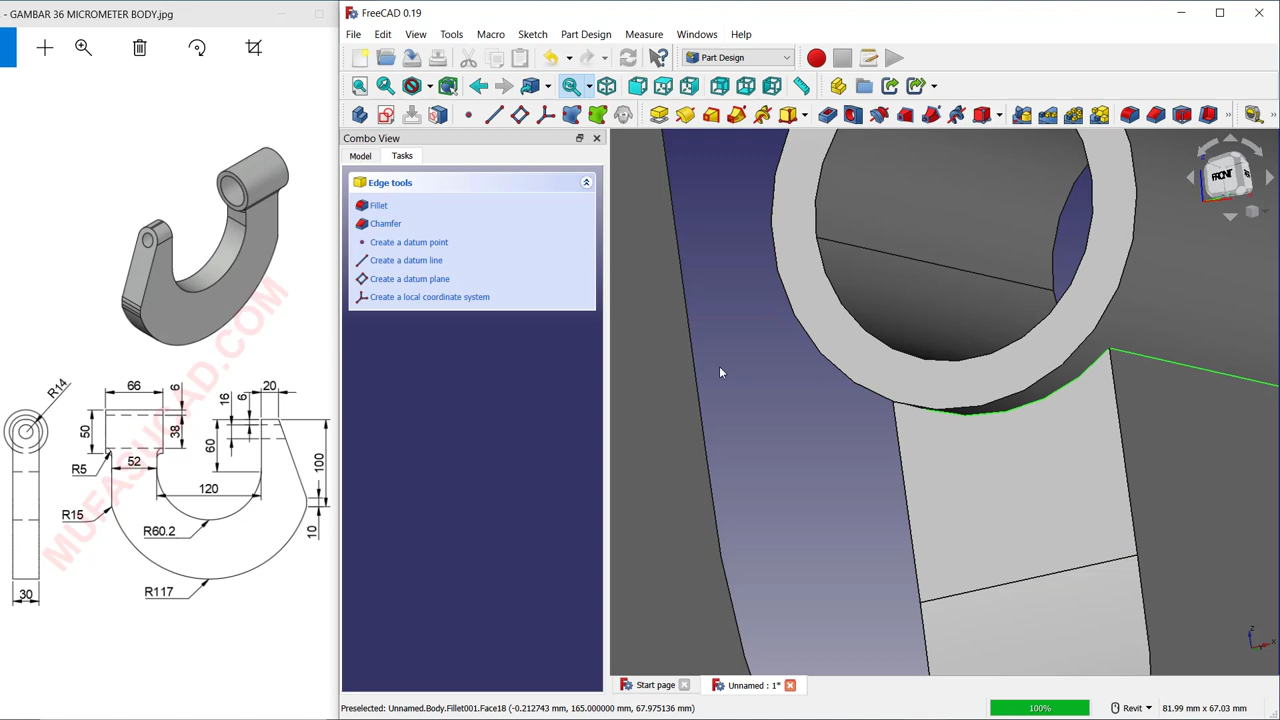 - GAMBAR 36 MICROMETER BODY.jpg
FreeCAD 0.19
File Edit View Tools Macro Sketch Part Design Measure Windows Help
Part Design
Combo View
Model Tasks
Edge tools
Fillet
Chamfer
Create a datum point
Create a datum line
Create a datum plane
Create a local coordinate system
FRONT
MUFASUCAD.COM
R14
66
6
20
16
6
50
38
60
100
R5
52
120
R15
R60.2
10
R117
30
Start page
Unnamed : 1*
Preselected: Unnamed.Body.Fillet001.Face18 (-0.212743 mm, 165.000000 mm, 67.975136 mm)
100%
Revit
81.99 mm x 67.03 mm